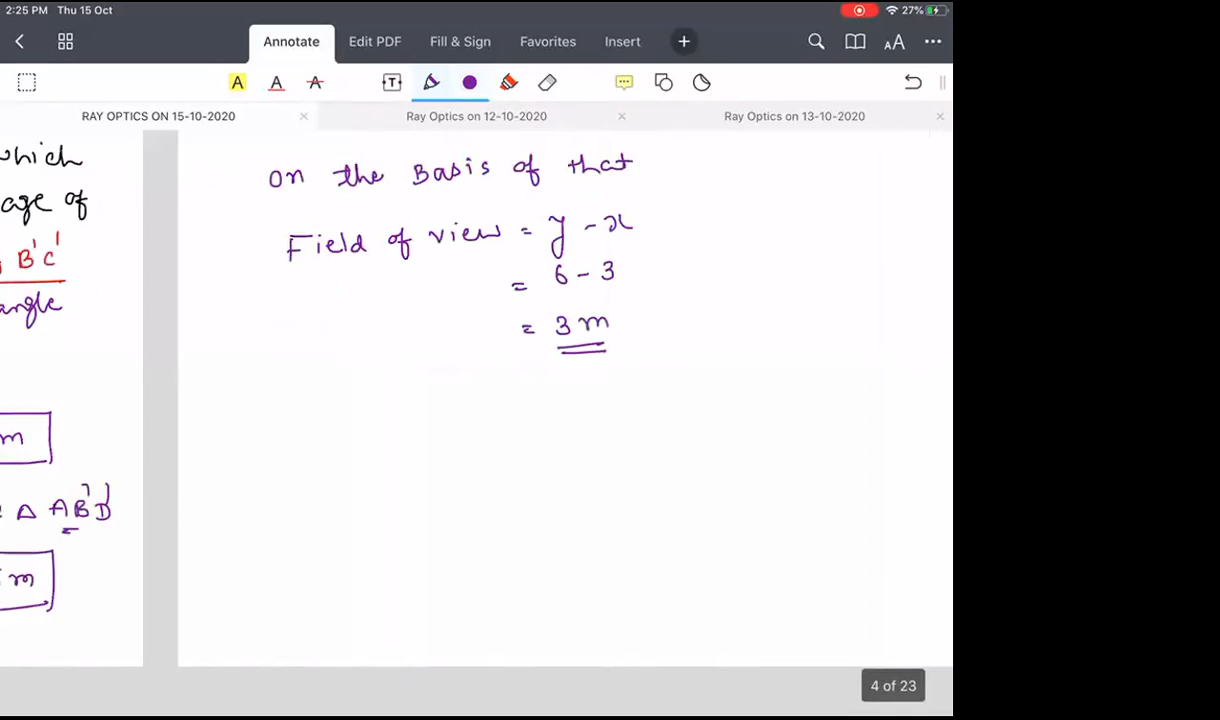 2:25 PM Thu 15 Oct 27%
Annotate Edit PDF Fill & Sign Favorites Insert
RAY OPTICS ON 15-10-2020 Ray Optics on 12-10-2020 Ray Optics on 13-10-2020
which
age of
B'C'
angle
m
Δ AB'D'
m
on the Basis of that
Field of view = y - x
= 6 - 3
= 3 m
4 of 23